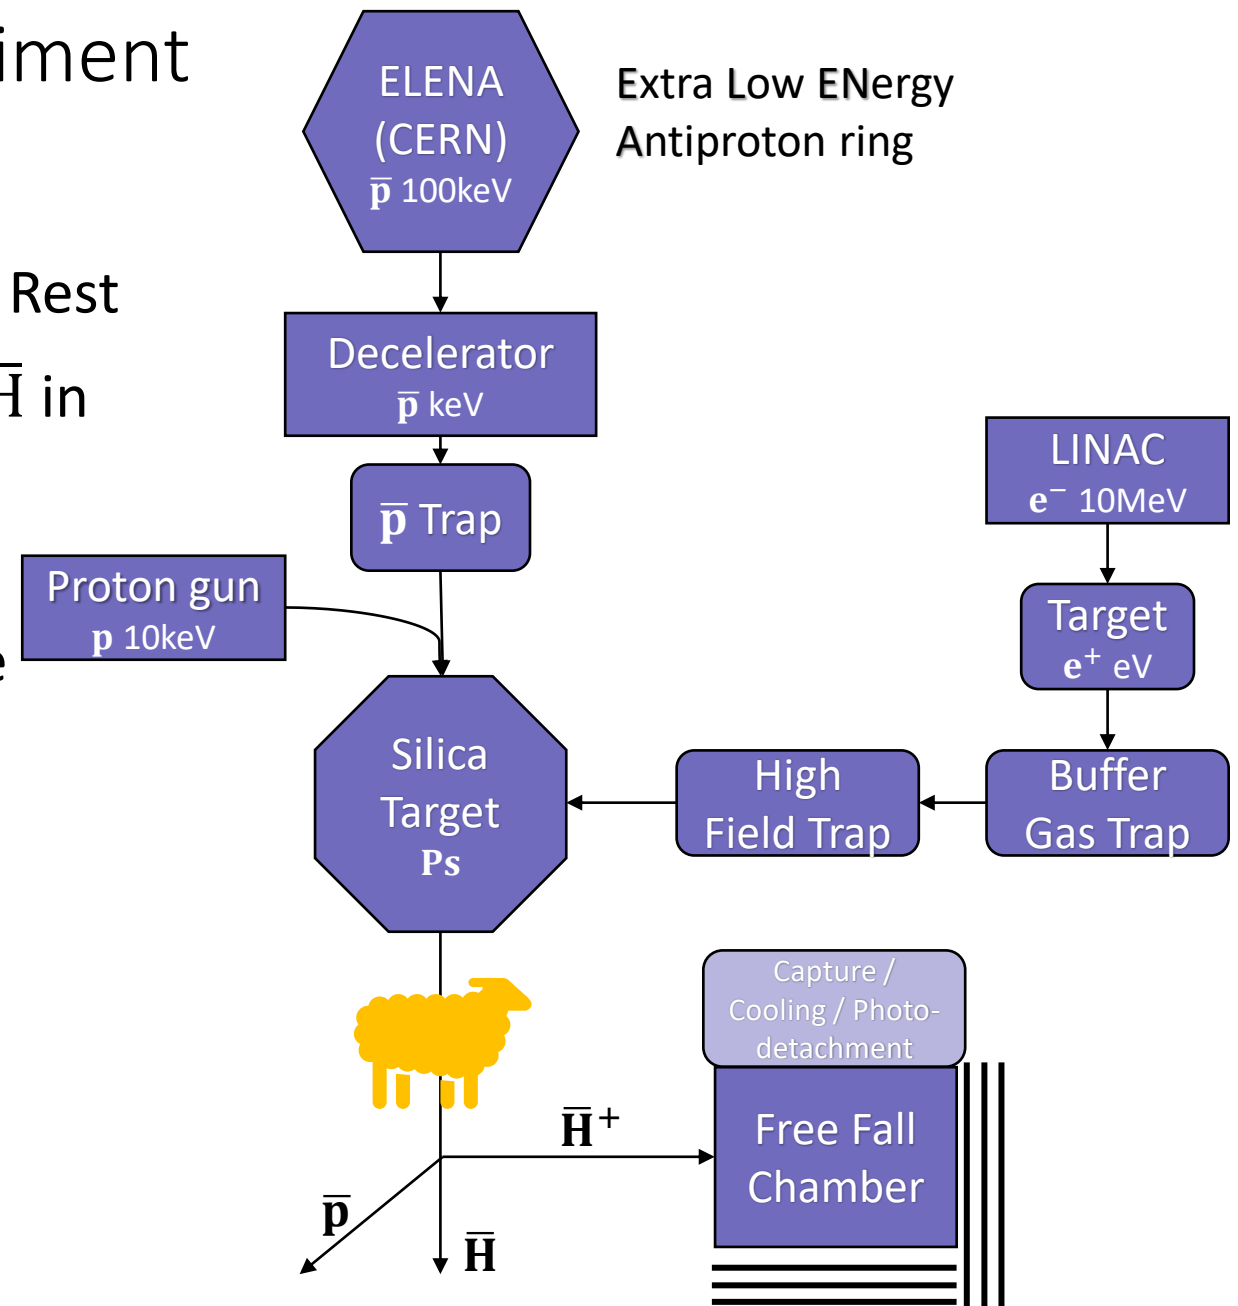 iment
ELENA
(CERN)
p̅ 100keV
Extra Low ENergy
Antiproton ring
Rest
H̅ in
Decelerator
p̅ keV
p̅ Trap
LINAC
e⁻ 10MeV
Proton gun
p 10keV
e
Target
e⁺ eV
Silica
Target
Ps
High
Field Trap
Buffer
Gas Trap
Capture /
Cooling / Photo-
detachment
Free Fall
Chamber
H̅⁺
p̅
H̅